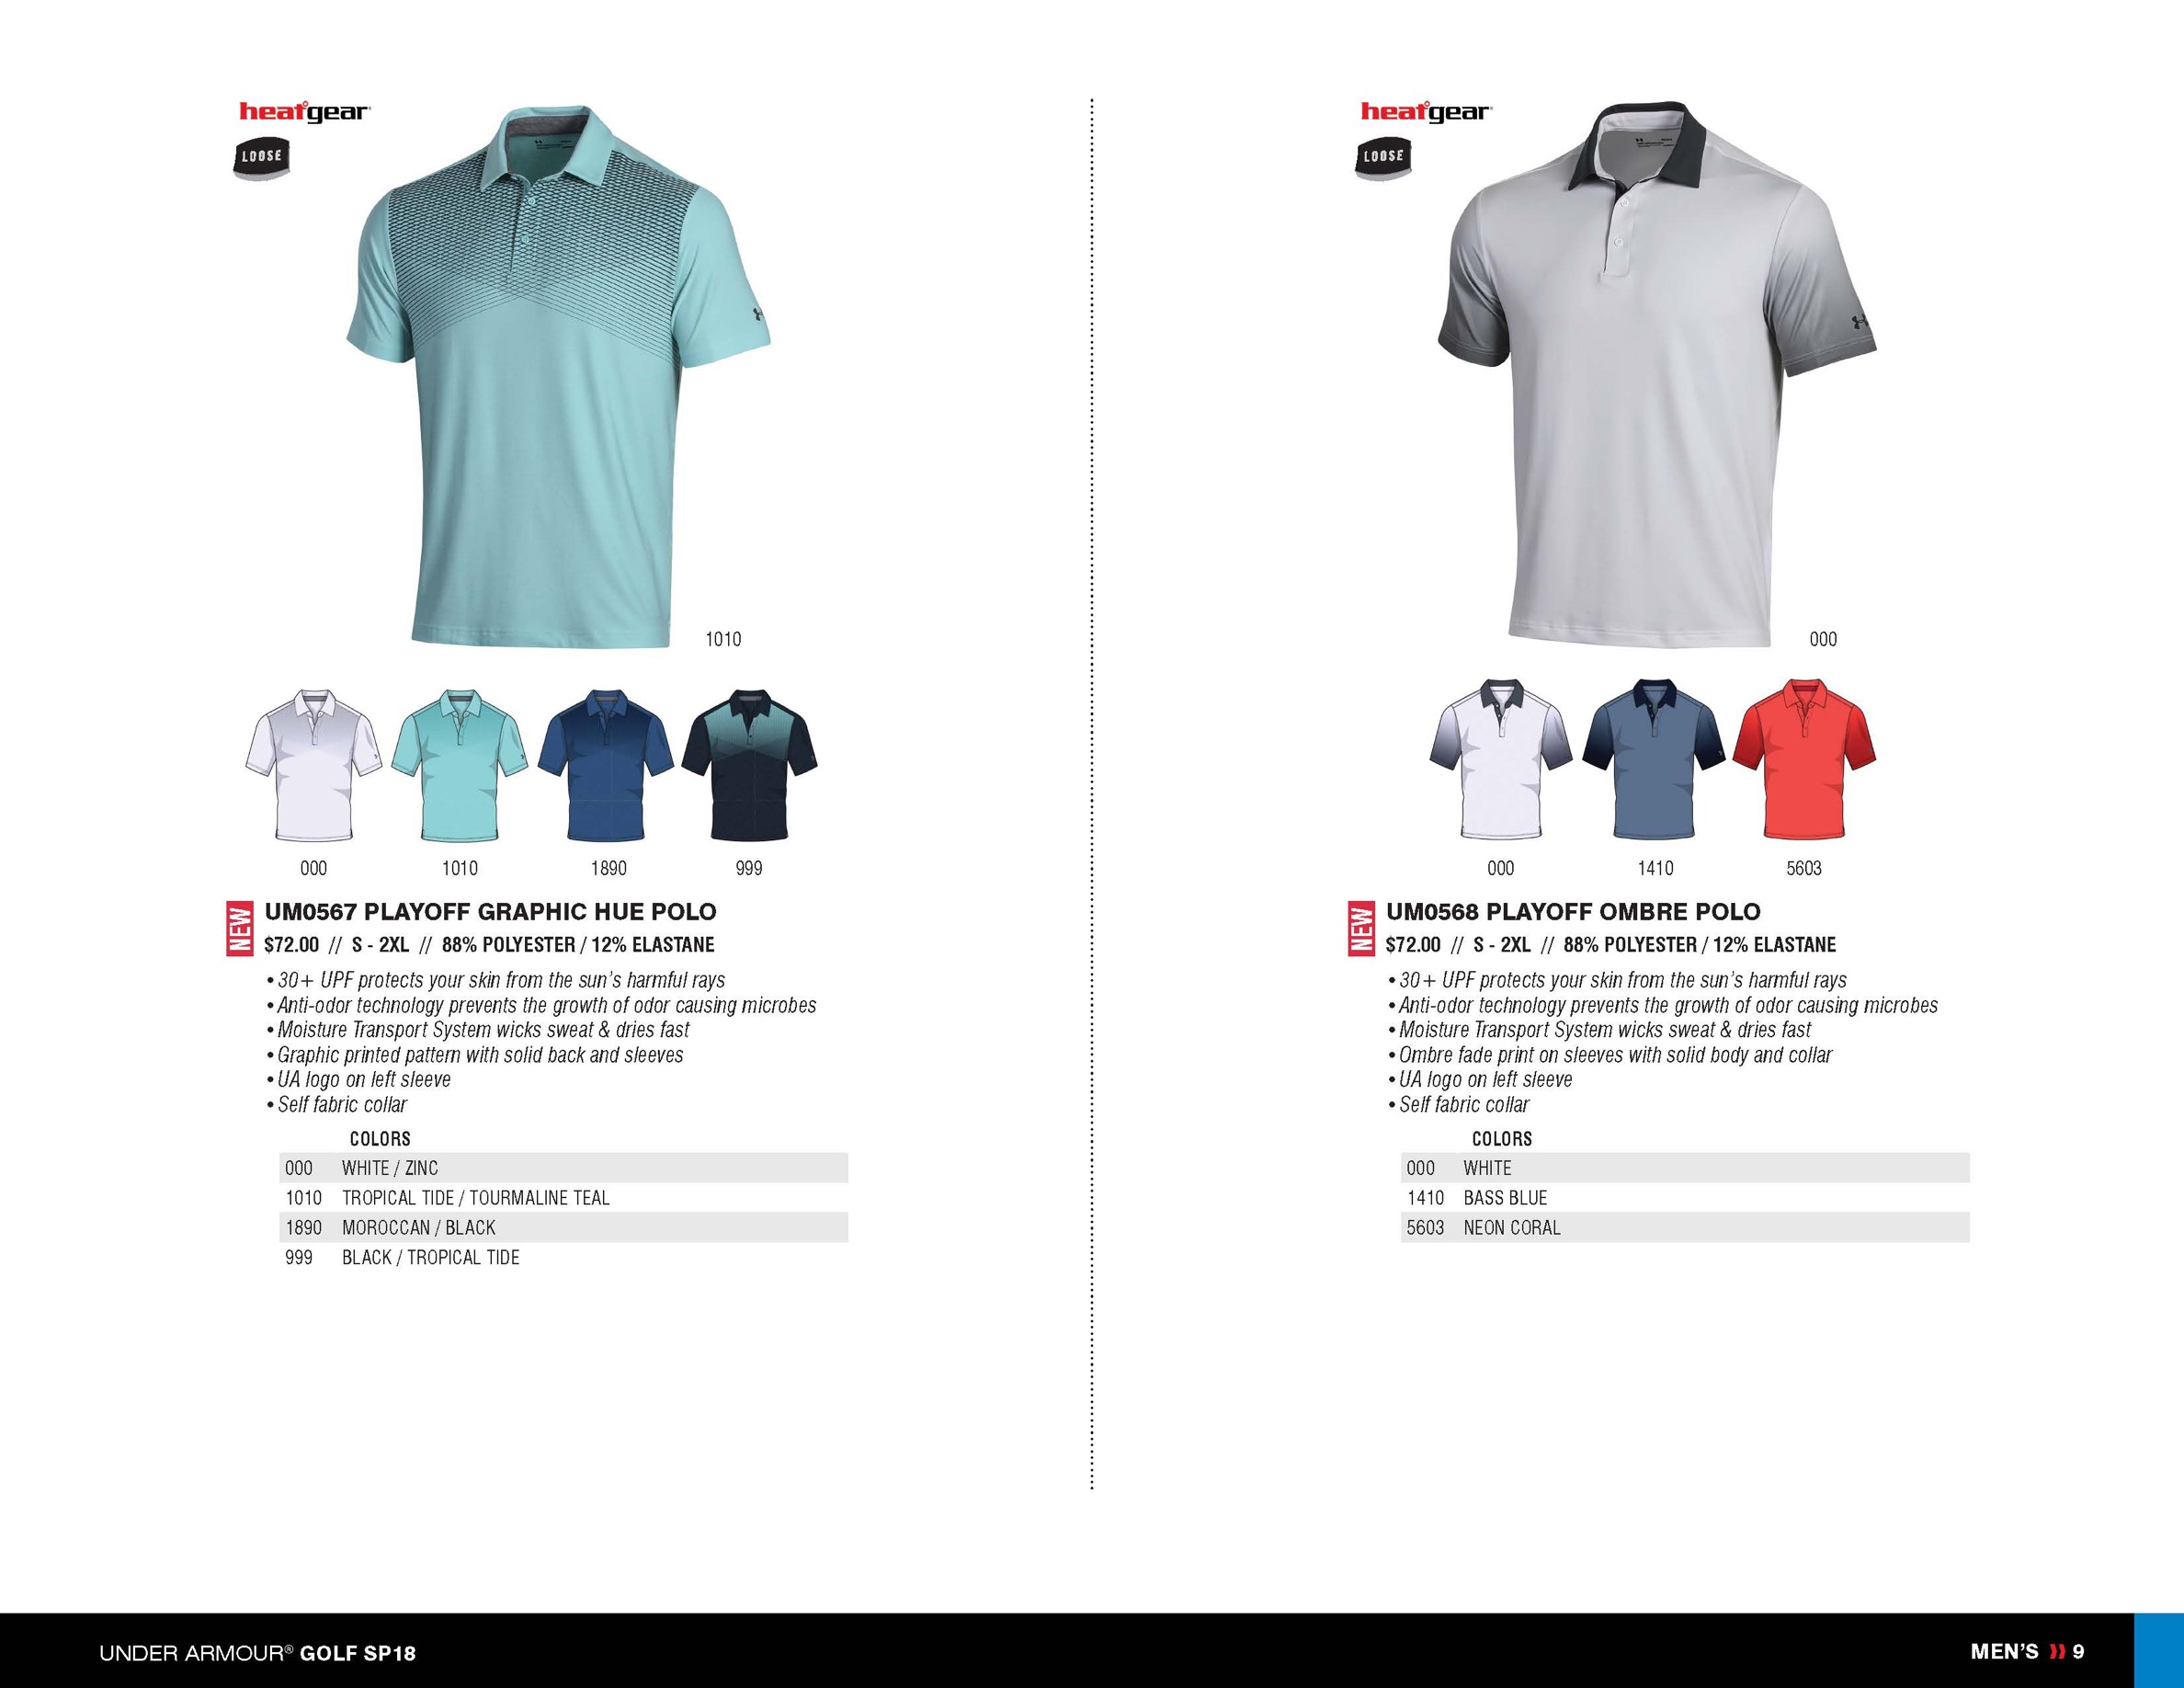 heatgear
LOOSE
1010
000
1010
1890
999
NEW
UM0567 PLAYOFF GRAPHIC HUE POLO
$72.00 // S - 2XL // 88% POLYESTER / 12% ELASTANE
• 30+ UPF protects your skin from the sun's harmful rays
• Anti-odor technology prevents the growth of odor causing microbes
• Moisture Transport System wicks sweat & dries fast
• Graphic printed pattern with solid back and sleeves
• UA logo on left sleeve
• Self fabric collar
COLORS
000 WHITE / ZINC
1010 TROPICAL TIDE / TOURMALINE TEAL
1890 MOROCCAN / BLACK
999 BLACK / TROPICAL TIDE
heatgear
LOOSE
000
000
1410
5603
NEW
UM0568 PLAYOFF OMBRE POLO
$72.00 // S - 2XL // 88% POLYESTER / 12% ELASTANE
• 30+ UPF protects your skin from the sun's harmful rays
• Anti-odor technology prevents the growth of odor causing microbes
• Moisture Transport System wicks sweat & dries fast
• Ombre fade print on sleeves with solid body and collar
• UA logo on left sleeve
• Self fabric collar
COLORS
000 WHITE
1410 BASS BLUE
5603 NEON CORAL
UNDER ARMOUR® GOLF SP18
MEN'S 9